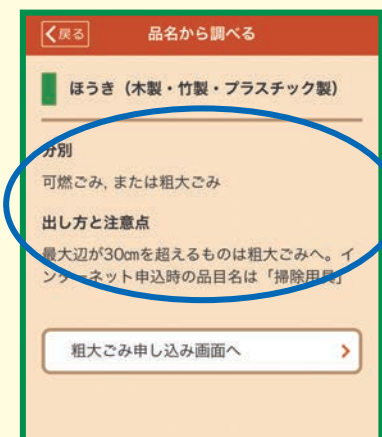 戻る 品名から調べる
ほうき（木製・竹製・プラスチック製）
分別
可燃ごみ, または粗大ごみ
出し方と注意点
最大辺が30㎝を超えるものは粗大ごみへ。イ
ンターネット申込時の品目名は「掃除用具」
粗大ごみ申し込み画面へ